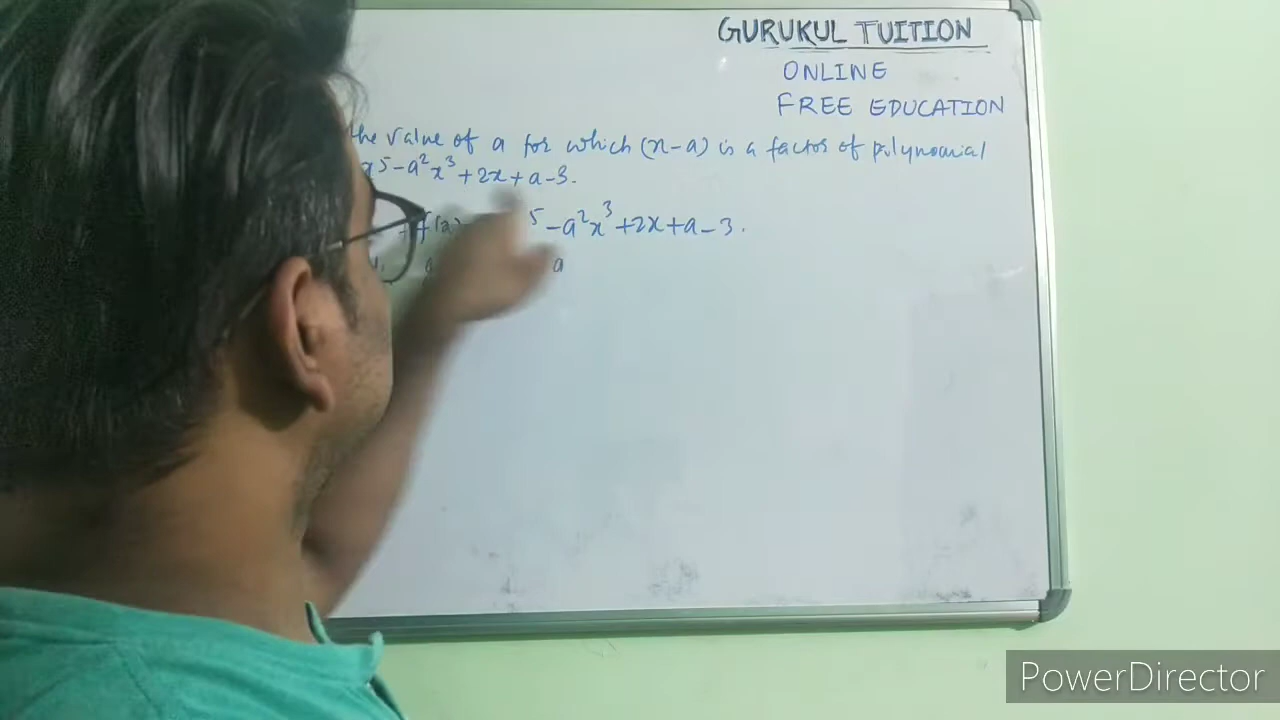 GURUKUL TUITION
ONLINE
FREE EDUCATION
the value of a for which (x-a) is a factor of polynomial
x⁵-a²x³+2x+a-3.
⁵-a²x³+2x+a-3.
a
PowerDirector